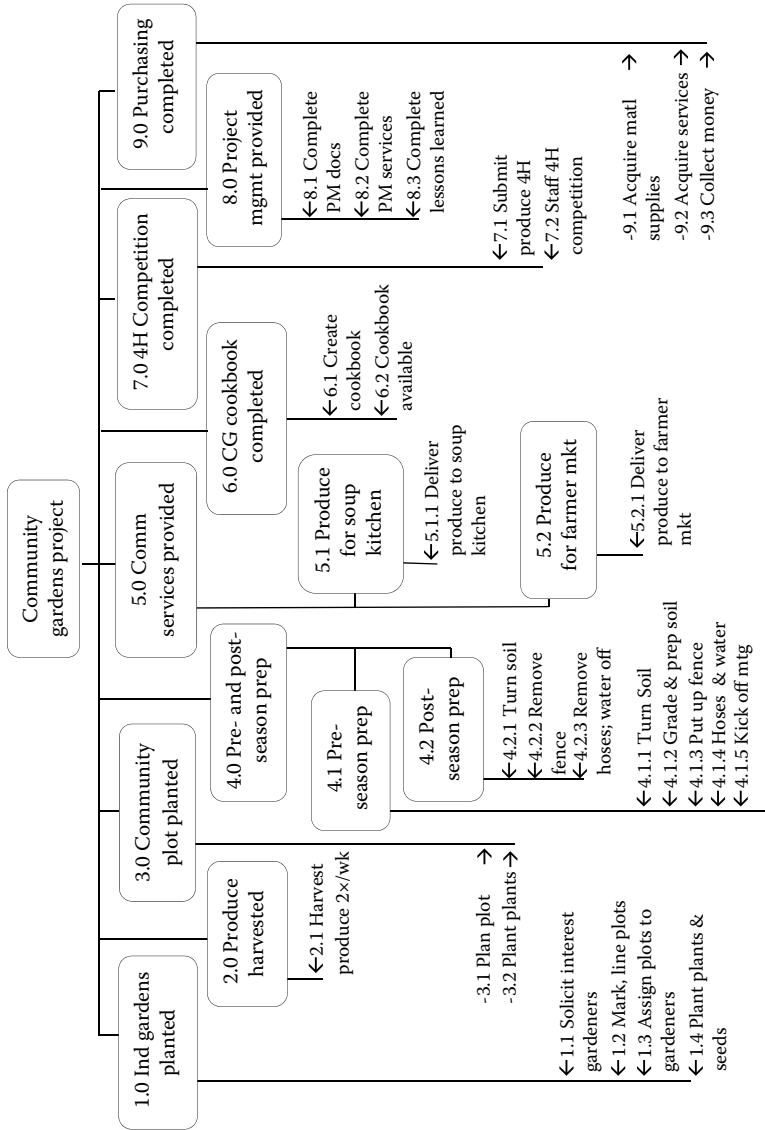 Community
gardens project
1.0 Ind gardens
planted
1.1 Solicit interest
gardeners
1.2 Mark, line plots
1.3 Assign plots to
gardeners
1.4 Plant plants &
seeds
2.0 Produce
harvested
2.1 Harvest
produce 2×/wk
3.0 Community
plot planted
-3.1 Plan plot
-3.2 Plant plants
4.0 Pre- and post-
season prep
4.1 Pre-
season prep
4.1.1 Turn Soil
4.1.2 Grade & prep soil
4.1.3 Put up fence
4.1.4 Hoses & water
4.1.5 Kick off mtg
4.2 Post-
season prep
4.2.1 Turn soil
4.2.2 Remove
fence
4.2.3 Remove
hoses; water off
5.0 Comm
services provided
5.1 Produce
for soup
kitchen
5.1.1 Deliver
produce to soup
kitchen
5.2 Produce
for farmer mkt
5.2.1 Deliver
produce to farmer
mkt
6.0 CG cookbook
completed
6.1 Create
cookbook
6.2 Cookbook
available
7.0 4H Competition
completed
7.1 Submit
produce 4H
7.2 Staff 4H
competition
8.0 Project
mgmt provided
8.1 Complete
PM docs
8.2 Complete
PM services
8.3 Complete
lessons learned
9.0 Purchasing
completed
-9.1 Acquire matl
supplies
-9.2 Acquire services
-9.3 Collect money